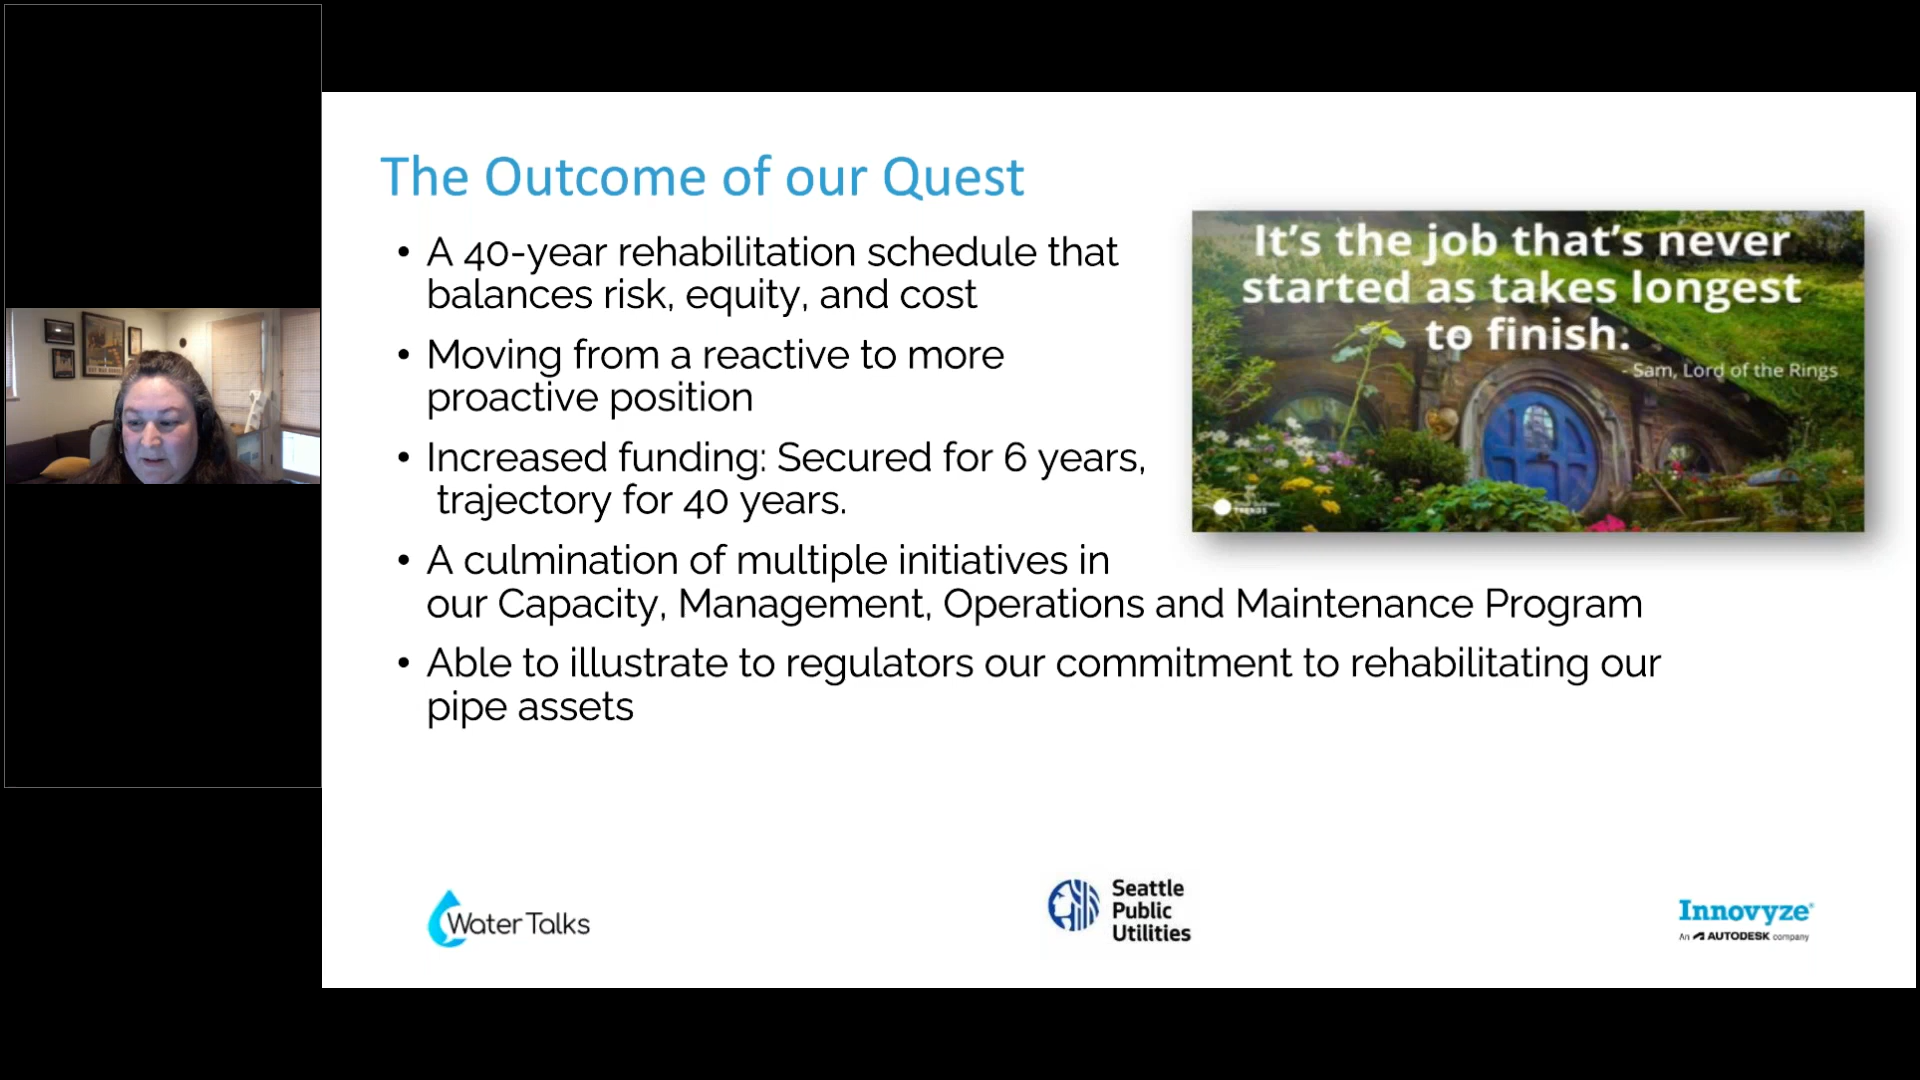 The Outcome of our Quest
• A 40-year rehabilitation schedule that
balances risk, equity, and cost
• Moving from a reactive to more
proactive position
• Increased funding: Secured for 6 years,
trajectory for 40 years.
• A culmination of multiple initiatives in
our Capacity, Management, Operations and Maintenance Program
• Able to illustrate to regulators our commitment to rehabilitating our
pipe assets
It's the job that's never
started as takes longest
to finish.
- Sam, Lord of the Rings
TRENDS
Water Talks
Seattle
Public
Utilities
Innovyze®
An AUTODESK company